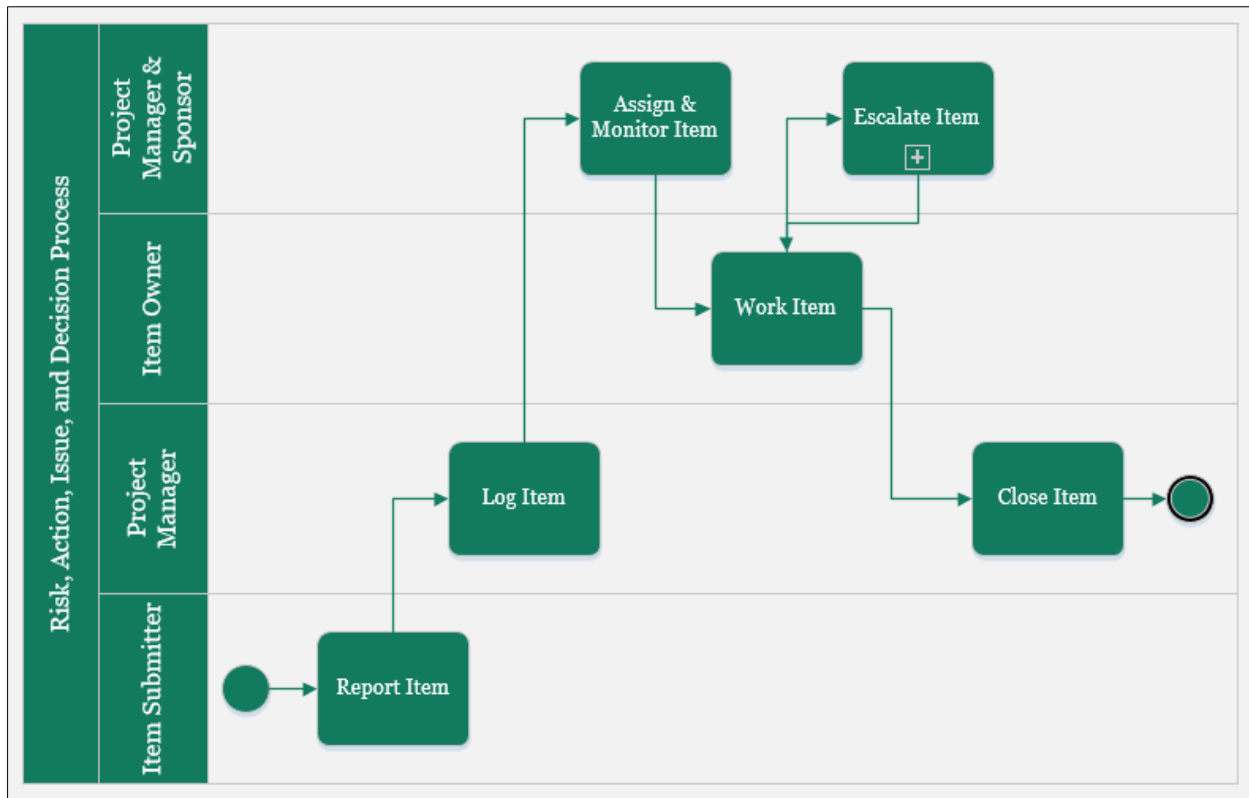 Risk, Action, Issue, and Decision Process
Project
Manager &
Sponsor
Assign &
Monitor Item
Escalate Item
Item Owner
Work Item
Project
Manager
Log Item
Close Item
Item Submitter
Report Item